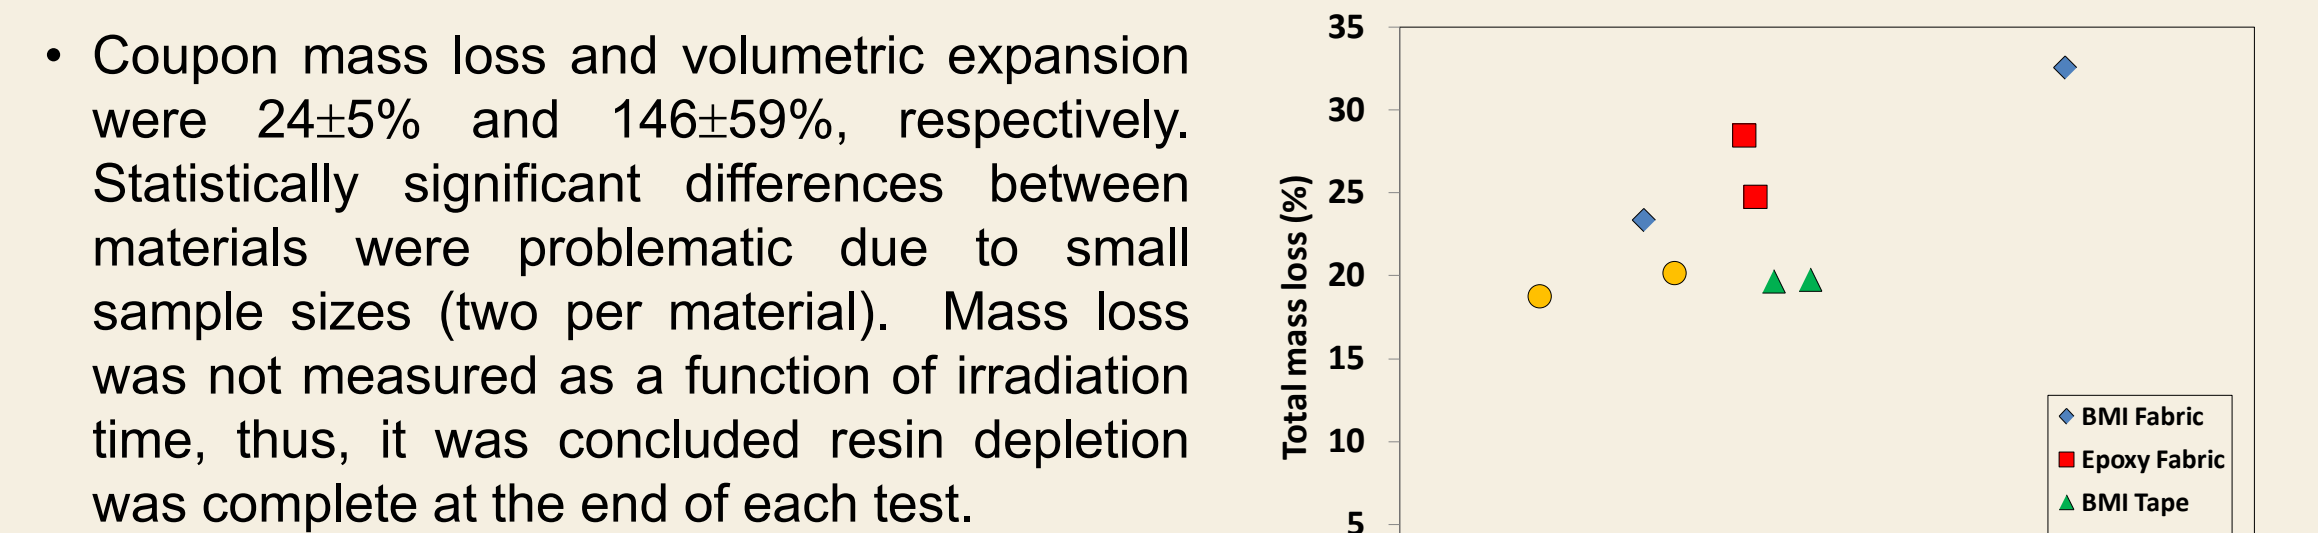 • Coupon mass loss and volumetric expansion
were 24±5% and 146±59%, respectively.
Statistically significant differences between
materials were problematic due to small
sample sizes (two per material). Mass loss
was not measured as a function of irradiation
time, thus, it was concluded resin depletion
was complete at the end of each test.
Total mass loss (%)
35
30
25
20
15
10
5
BMI Fabric
Epoxy Fabric
BMI Tape